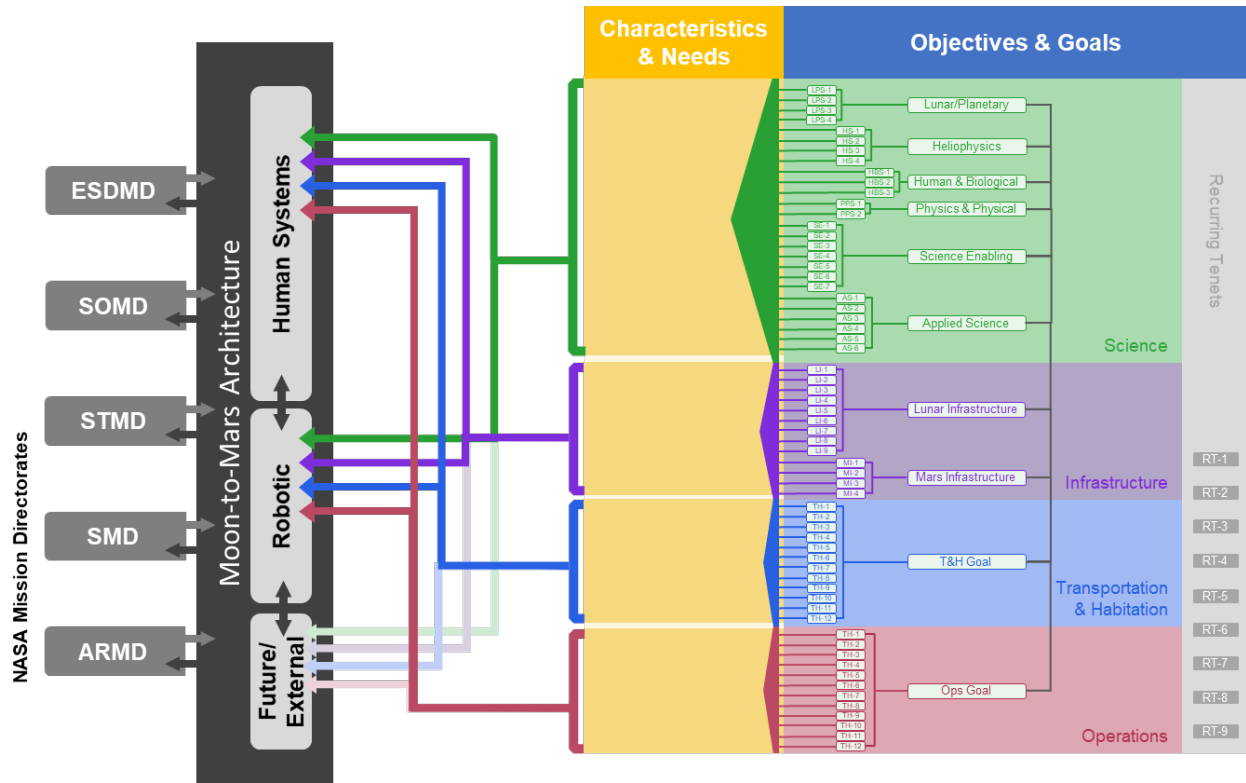 Characteristics
& Needs
Objectives & Goals
NASA Mission Directorates
ESDMD
SOMD
STMD
SMD
ARMD
Moon-to-Mars Architecture
Human Systems
Robotic
Future/
External
LPS-1
LPS-2
LPS-3
LPS-4
Lunar/Planetary
HS-1
HS-2
HS-3
HS-4
Heliophysics
HBS-1
HBS-2
HBS-3
Human & Biological
PPS-1
PPS-2
Physics & Physical
SE-1
SE-2
SE-3
SE-4
SE-5
SE-6
SE-7
Science Enabling
AS-1
AS-2
AS-3
AS-4
AS-5
AS-6
Applied Science
Science
LI-1
LI-2
LI-3
LI-4
LI-5
LI-6
LI-7
LI-8
LI-9
Lunar Infrastructure
MI-1
MI-2
MI-3
MI-4
Mars Infrastructure
Infrastructure
TH-1
TH-2
TH-3
TH-4
TH-5
TH-6
TH-7
TH-8
TH-9
TH-10
TH-11
TH-12
T&H Goal
Transportation
& Habitation
TH-1
TH-2
TH-3
TH-4
TH-5
TH-6
TH-7
TH-8
TH-9
TH-10
TH-11
TH-12
Ops Goal
Operations
Recurring Tenets
RT-1
RT-2
RT-3
RT-4
RT-5
RT-6
RT-7
RT-8
RT-9